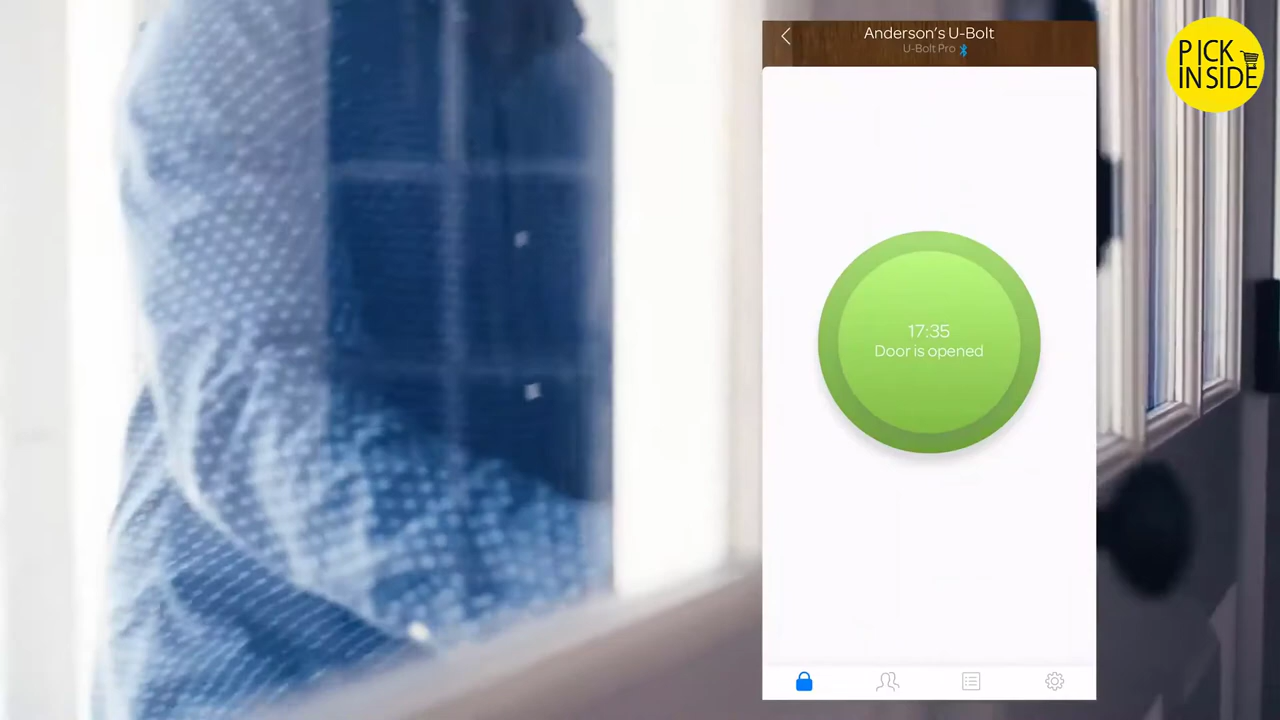 Anderson's U-Bolt
U-Bolt Pro
17:35
Door is opened
PICK
INSIDE